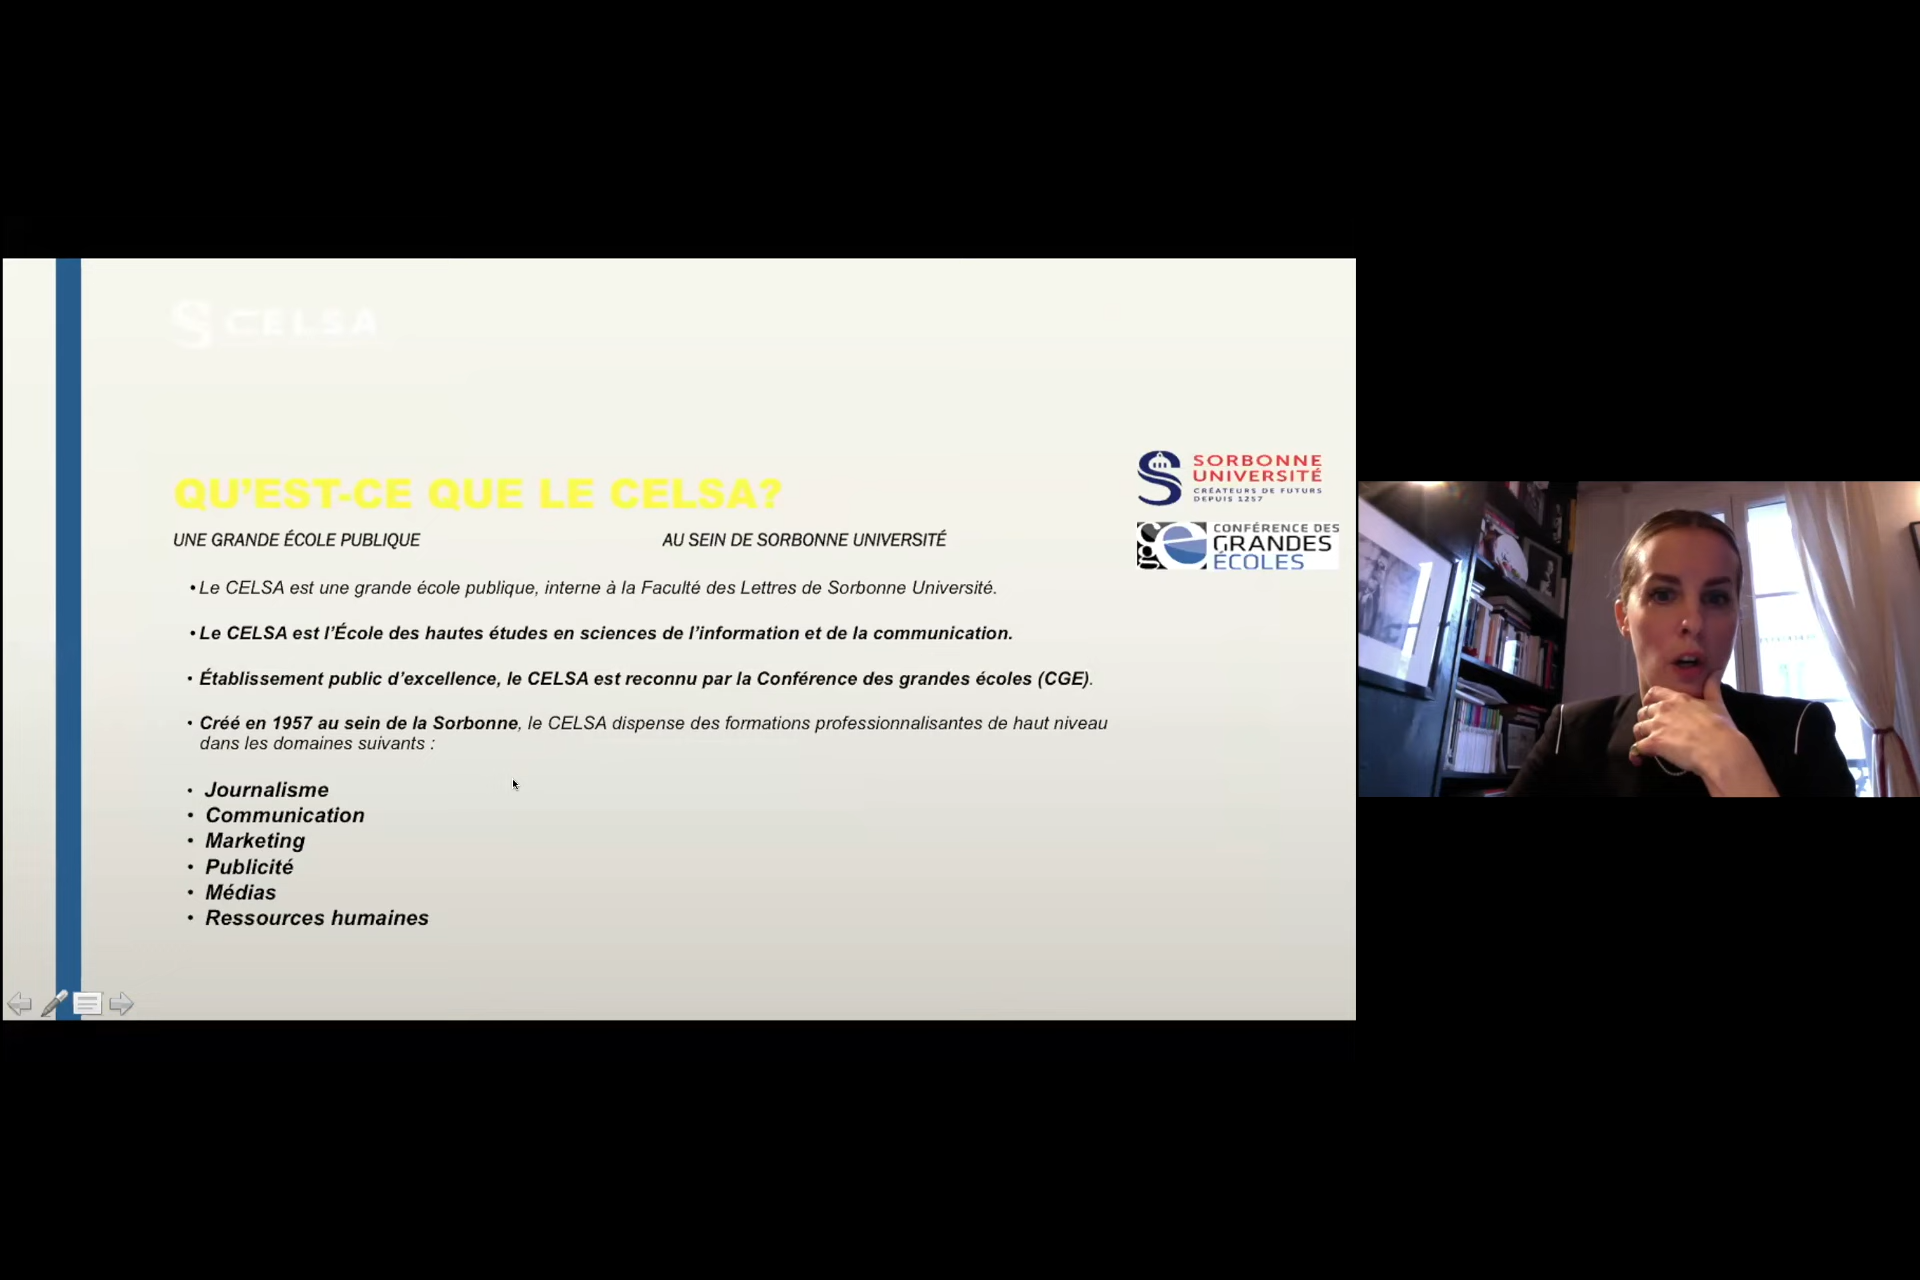 CELSA
QU’EST-CE QUE LE CELSA?
UNE GRANDE ÉCOLE PUBLIQUE
AU SEIN DE SORBONNE UNIVERSITÉ
SORBONNE
UNIVERSITÉ
CRÉATEURS DE FUTURS
DEPUIS 1257
ge
CONFÉRENCE DES
GRANDES
ÉCOLES
• Le CELSA est une grande école publique, interne à la Faculté des Lettres de Sorbonne Université.
• Le CELSA est l’École des hautes études en sciences de l’information et de la communication.
• Établissement public d’excellence, le CELSA est reconnu par la Conférence des grandes écoles (CGE).
• Créé en 1957 au sein de la Sorbonne, le CELSA dispense des formations professionnalisantes de haut niveau
dans les domaines suivants :
• Journalisme
• Communication
• Marketing
• Publicité
• Médias
• Ressources humaines